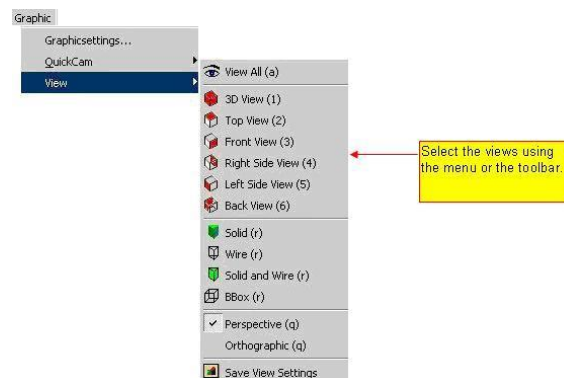 Graphic
Graphicsettings...
QuickCam
View
View All (a)
3D View (1)
Top View (2)
Front View (3)
Right Side View (4)
Left Side View (5)
Back View (6)
Solid (r)
Wire (r)
Solid and Wire (r)
BBox (r)
Perspective (q)
Orthographic (q)
Save View Settings
Select the views using
the menu or the toolbar.